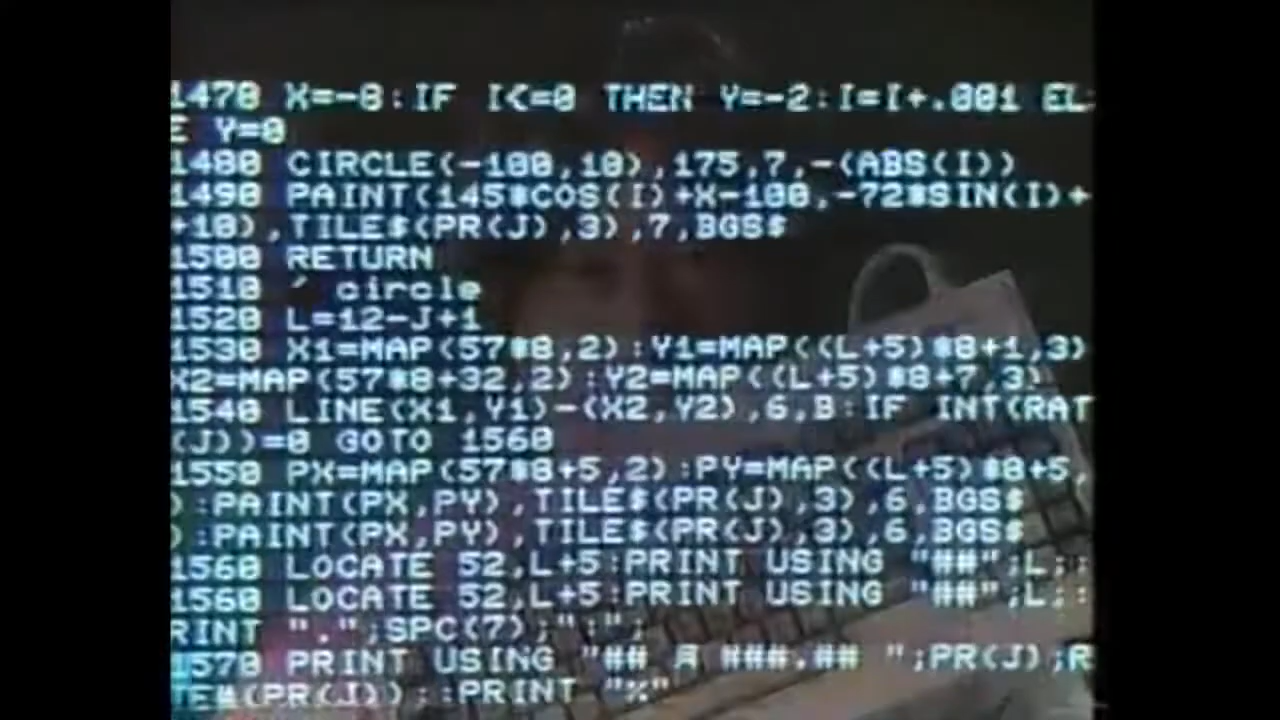 1470 X=-8:IF I<=0 THEN Y=-2:I=I+.001 EL
E Y=0
1480 CIRCLE(-100,10),175,7,-(ABS(I))
1490 PAINT(145*COS(I)+X-100,-72*SIN(I)+
+10),TILE$(PR(J),3),7,BGS$
1500 RETURN
1510 ' circle
1520 L=12-J+1
1530 X1=MAP(57*8,2):Y1=MAP((L+5)*8+1,3)
X2=MAP(57*8+32,2):Y2=MAP((L+5)*8+7,3)
1540 LINE(X1,Y1)-(X2,Y2),6,B:IF INT(RAT
(J))=0 GOTO 1560
1550 PX=MAP(57*8+5,2):PY=MAP((L+5)*8+5,
):PAINT(PX,PY),TILE$(PR(J),3),6,BGS$
):PAINT(PX,PY),TILE$(PR(J),3),6,BGS$
1560 LOCATE 52,L+5:PRINT USING "##";L;:
1560 LOCATE 52,L+5:PRINT USING "##";L;:
RINT ".";SPC(7);":";
1570 PRINT USING "## ###.## ";PR(J);R
TE#(PR(J));:PRINT "%"